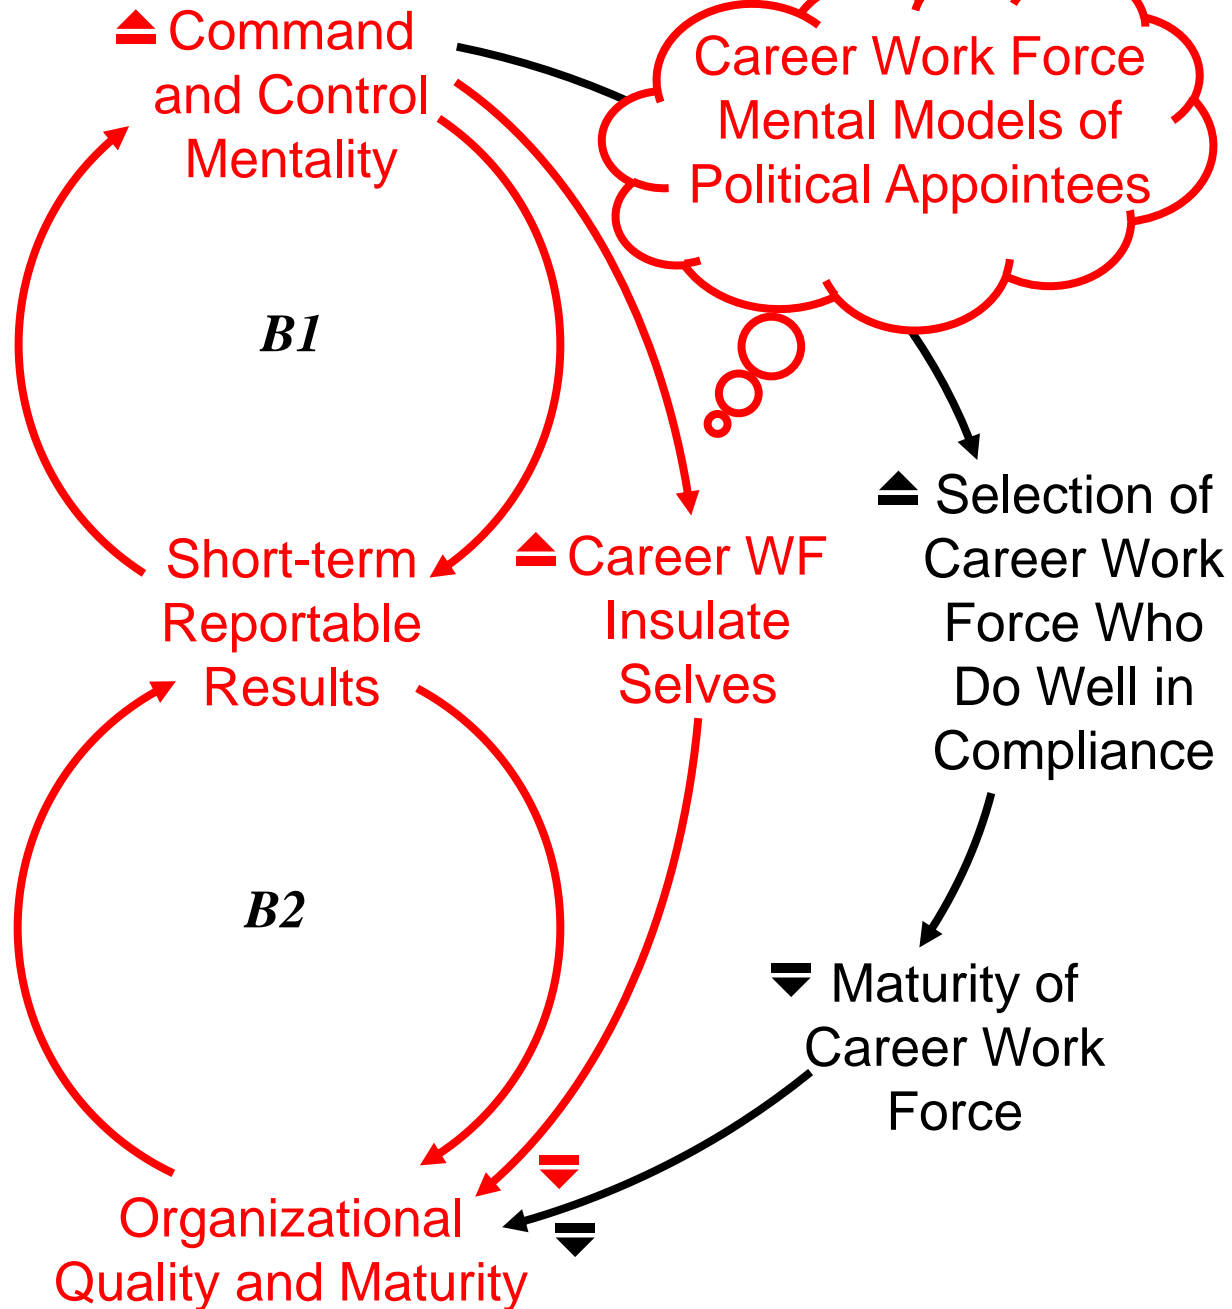 Command
and Control
Mentality
Career Work Force
Mental Models of
Political Appointees
B1
Short-term
Reportable
Results
Career WF
Insulate
Selves
Selection of
Career Work
Force Who
Do Well in
Compliance
B2
Maturity of
Career Work
Force
Organizational
Quality and Maturity